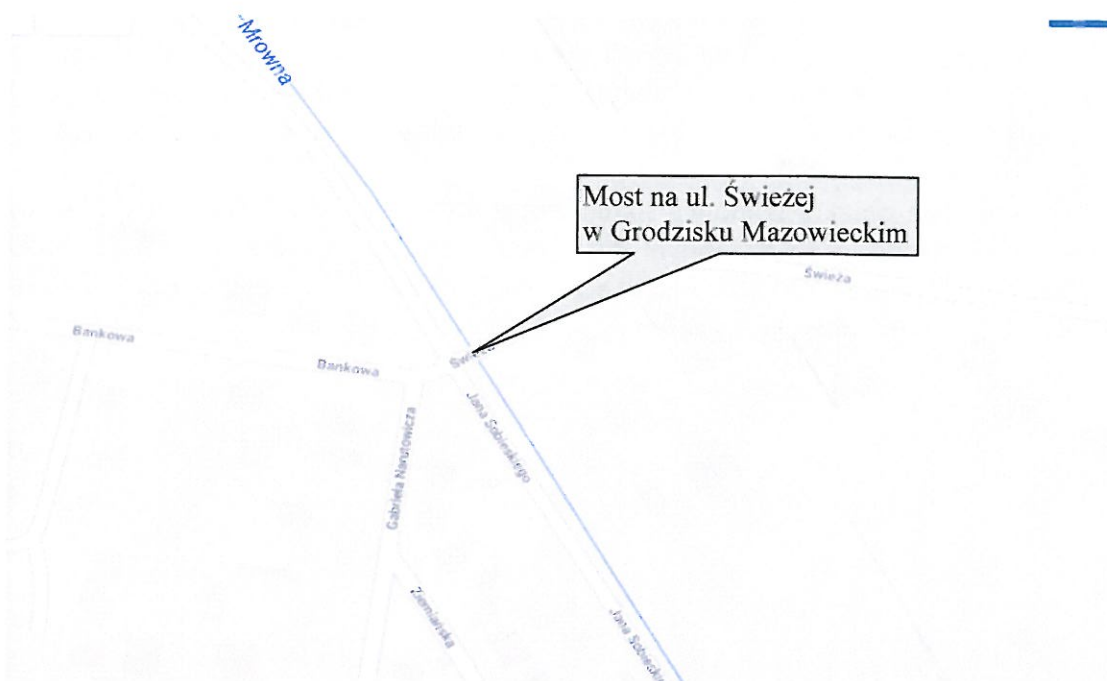 Mrowna
Most na ul. Świeżej
w Grodzisku Mazowieckim
Świeża
Bankowa
Bankowa
Jana Sobieskiego
Gabriela Narutowicza
Ziemiańska